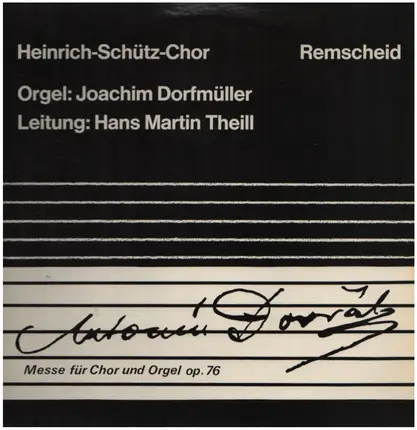 Heinrich-Schütz-Chor Remscheid
Orgel: Joachim Dorfmüller
Leitung: Hans Martin Theill
Antonín Dvořák
Messe für Chor und Orgel op. 76